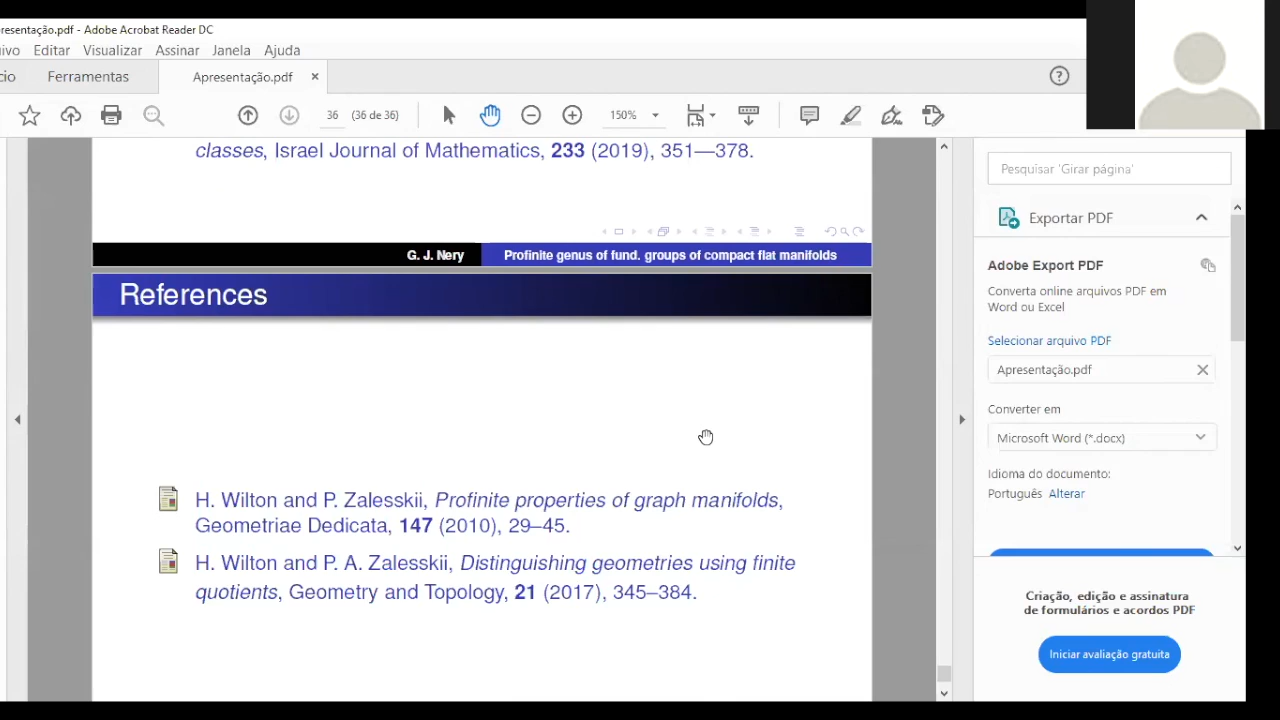 resentação.pdf - Adobe Acrobat Reader DC
ivo Editar Visualizar Assinar Janela Ajuda
cio Ferramentas Apresentação.pdf ×
36 (36 de 36) 150%
classes, Israel Journal of Mathematics, 233 (2019), 351—378.
G. J. Nery Profinite genus of fund. groups of compact flat manifolds
References
H. Wilton and P. Zalesskii, Profinite properties of graph manifolds,
Geometriae Dedicata, 147 (2010), 29–45.
H. Wilton and P. A. Zalesskii, Distinguishing geometries using finite
quotients, Geometry and Topology, 21 (2017), 345–384.
Pesquisar 'Girar página'
Exportar PDF
Adobe Export PDF
Converta online arquivos PDF em
Word ou Excel
Selecionar arquivo PDF
Apresentação.pdf
Converter em
Microsoft Word (*.docx)
Idioma do documento:
Português Alterar
Criação, edição e assinatura
de formulários e acordos PDF
Iniciar avaliação gratuita